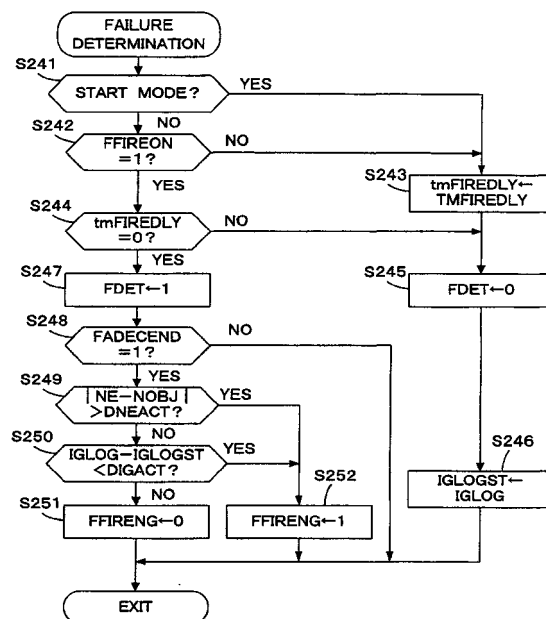 FAILURE
DETERMINATION
S241
START MODE?
YES
NO
S242
FFIREON
=1?
NO
YES
S243
tmFIREDLY←
TMFIREDLY
S244
tmFIREDLY
=0?
NO
YES
S247
FDET←1
S245
FDET←0
S248
FADECEND
=1?
NO
YES
S249
|NE-NOBJ|
>DNEACT?
YES
NO
S250
IGLOG-IGLOGST
<DIGACT?
YES
NO
S246
IGLOGST←
IGLOG
S251
FFIRENG←0
S252
FFIRENG←1
EXIT